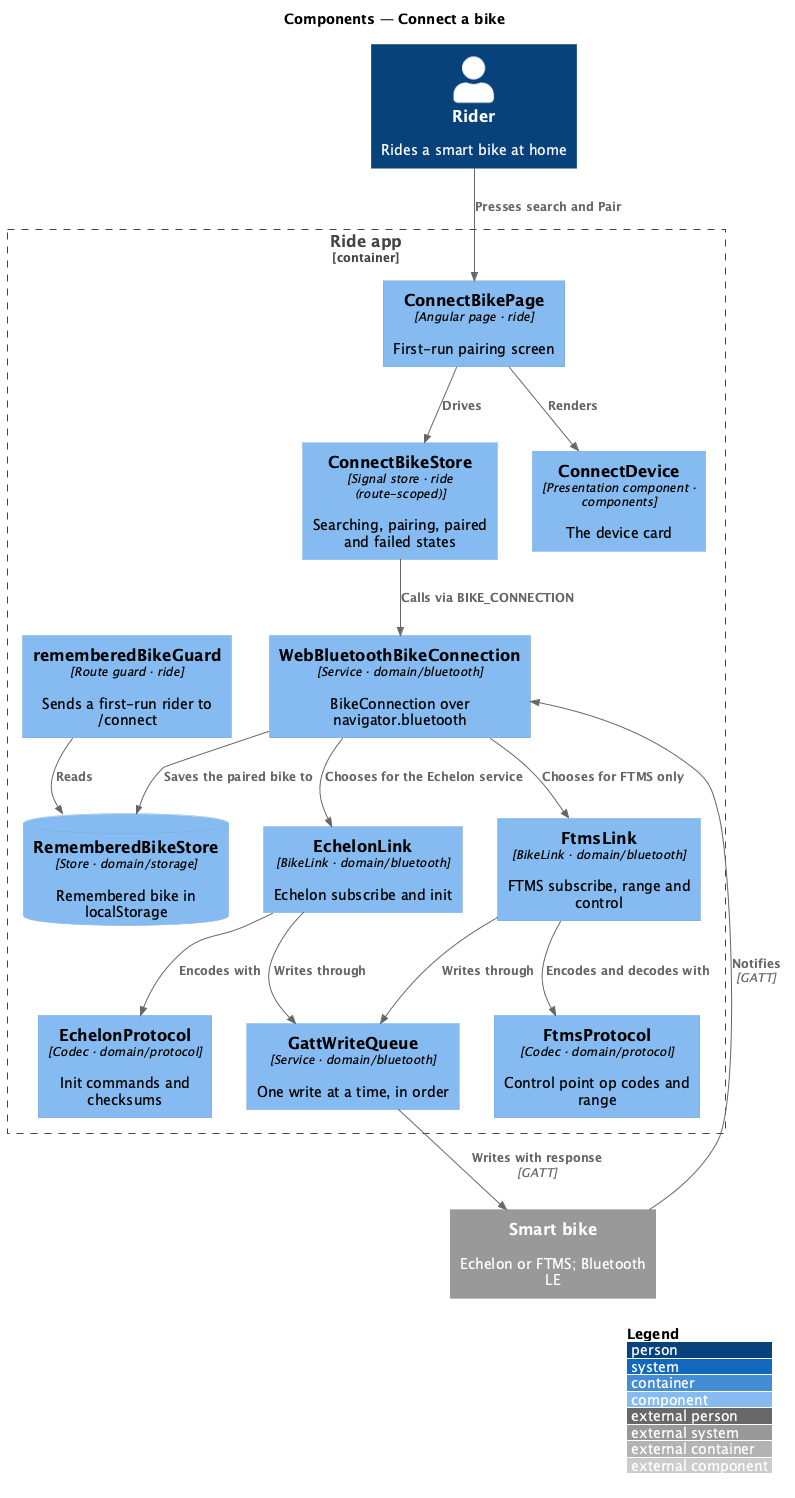 Components — Connect a bike
Rider
Rides a smart bike at home
Presses search and Pair
Ride app
[container]
ConnectBikePage
[Angular page · ride]
First-run pairing screen
Drives
Renders
ConnectBikeStore
[Signal store · ride
(route-scoped)]
Searching, pairing, paired
and failed states
ConnectDevice
[Presentation component ·
components]
The device card
Calls via BIKE_CONNECTION
rememberedBikeGuard
[Route guard · ride]
Sends a first-run rider to
/connect
WebBluetoothBikeConnection
[Service · domain/bluetooth]
BikeConnection over
navigator.bluetooth
Reads
Saves the paired bike to
Chooses for the Echelon service
Chooses for FTMS only
RememberedBikeStore
[Store · domain/storage]
Remembered bike in
localStorage
EchelonLink
[BikeLink · domain/bluetooth]
Echelon subscribe and init
FtmsLink
[BikeLink · domain/bluetooth]
FTMS subscribe, range and
control
Encodes with
Writes through
Writes through
Encodes and decodes with
Notifies
[GATT]
EchelonProtocol
[Codec · domain/protocol]
Init commands and
checksums
GattWriteQueue
[Service · domain/bluetooth]
One write at a time, in order
FtmsProtocol
[Codec · domain/protocol]
Control point op codes and
range
Writes with response
[GATT]
Smart bike
Echelon or FTMS; Bluetooth
LE
Legend
person
system
container
component
external person
external system
external container
external component